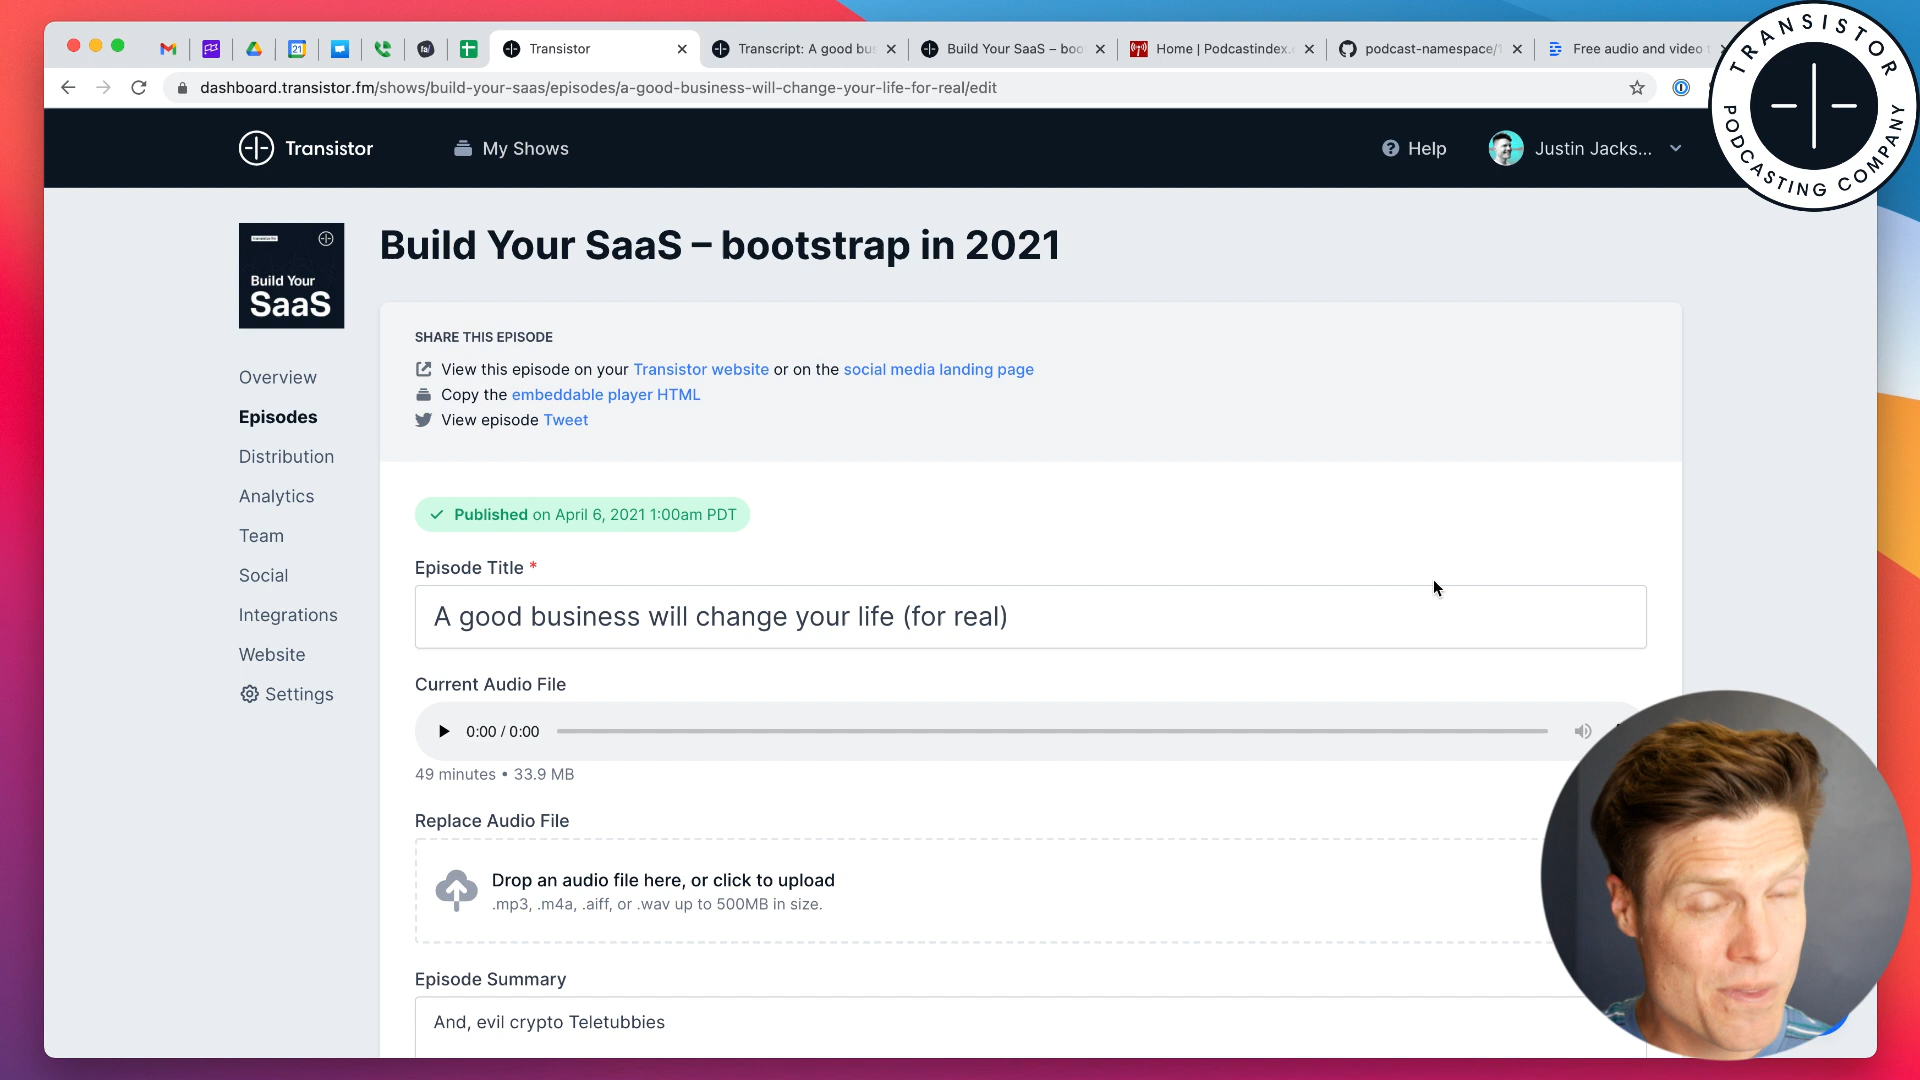 Transistor
Transcript: A good bus
Build Your SaaS – boo
Home | Podcastindex.
podcast-namespace/1
Free audio and video t
dashboard.transistor.fm/shows/build-your-saas/episodes/a-good-business-will-change-your-life-for-real/edit
TRANSISTOR
PODCASTING COMPANY
Transistor
My Shows
Help
Justin Jacks...
Build Your
SaaS
Build Your SaaS – bootstrap in 2021
Overview
Episodes
Distribution
Analytics
Team
Social
Integrations
Website
Settings
SHARE THIS EPISODE
View this episode on your Transistor website or on the social media landing page
Copy the embeddable player HTML
View episode Tweet
Published on April 6, 2021 1:00am PDT
Episode Title *
A good business will change your life (for real)
Current Audio File
0:00 / 0:00
49 minutes • 33.9 MB
Replace Audio File
Drop an audio file here, or click to upload
.mp3, .m4a, .aiff, or .wav up to 500MB in size.
Episode Summary
And, evil crypto Teletubbies